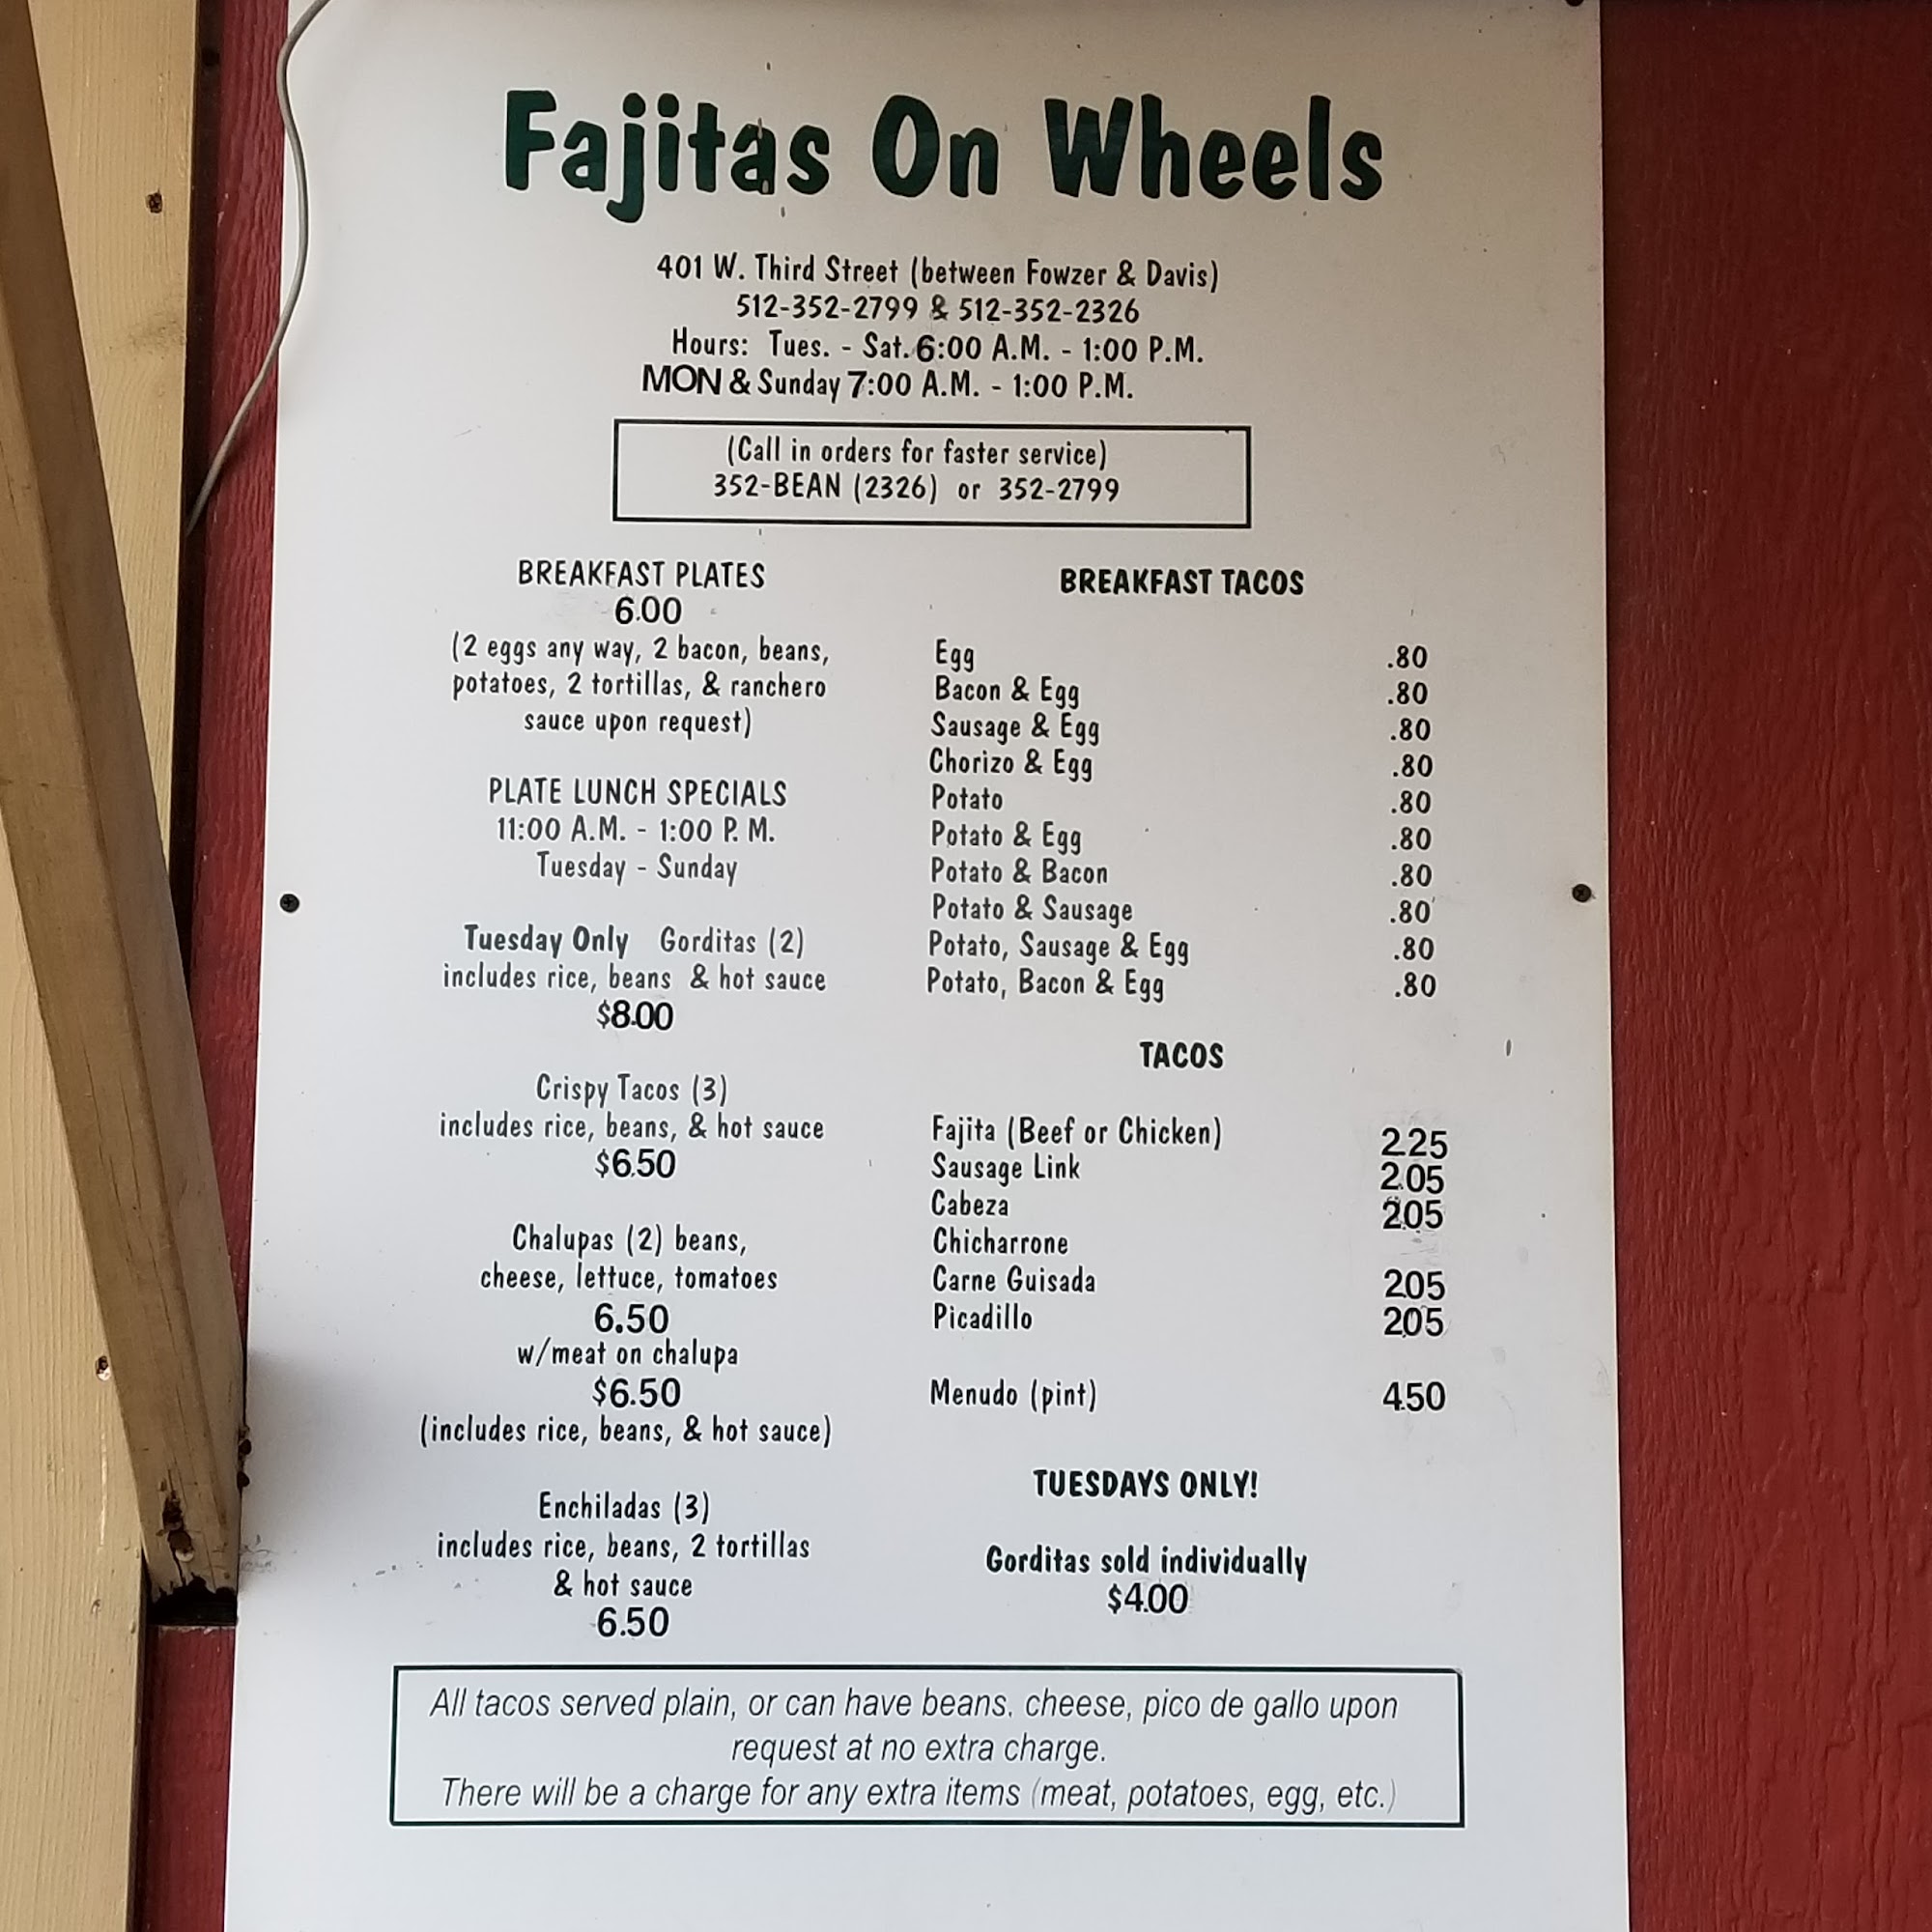 Fajitas On Wheels
401 W. Third Street (between Fowzer & Davis)
512-352-2799 & 512-352-2326
Hours: Tues. - Sat. 6:00 A.M. - 1:00 P.M.
MON & Sunday 7:00 A.M. - 1:00 P.M.
(Call in orders for faster service)
352-BEAN (2326) or 352-2799
BREAKFAST PLATES
6.00
(2 eggs any way, 2 bacon, beans,
potatoes, 2 tortillas, & ranchero
sauce upon request)
PLATE LUNCH SPECIALS
11:00 A.M. - 1:00 P. M.
Tuesday - Sunday
Tuesday Only Gorditas (2)
includes rice, beans & hot sauce
$8.00
Crispy Tacos (3)
includes rice, beans, & hot sauce
$6.50
Chalupas (2) beans,
cheese, lettuce, tomatoes
6.50
w/meat on chalupa
$6.50
(includes rice, beans, & hot sauce)
Enchiladas (3)
includes rice, beans, 2 tortillas
& hot sauce
6.50
BREAKFAST TACOS
Egg .80
Bacon & Egg .80
Sausage & Egg .80
Chorizo & Egg .80
Potato .80
Potato & Egg .80
Potato & Bacon .80
Potato & Sausage .80
Potato, Sausage & Egg .80
Potato, Bacon & Egg .80
TACOS
Fajita (Beef or Chicken) 2.25
Sausage Link 2.05
Cabeza 2.05
Chicharrone
Carne Guisada 2.05
Picadillo 2.05
Menudo (pint) 4.50
TUESDAYS ONLY!
Gorditas sold individually
$4.00
All tacos served plain, or can have beans. cheese, pico de gallo upon
request at no extra charge.
There will be a charge for any extra items (meat, potatoes, egg, etc.)